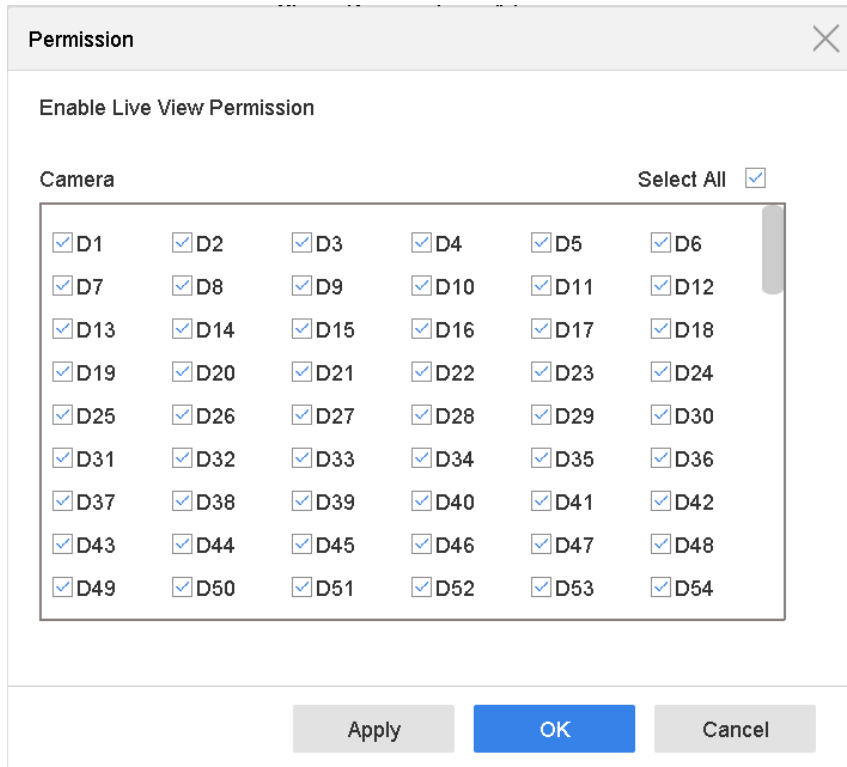 Permission
Enable Live View Permission
Camera Select All
D1 D2 D3 D4 D5 D6
D7 D8 D9 D10 D11 D12
D13 D14 D15 D16 D17 D18
D19 D20 D21 D22 D23 D24
D25 D26 D27 D28 D29 D30
D31 D32 D33 D34 D35 D36
D37 D38 D39 D40 D41 D42
D43 D44 D45 D46 D47 D48
D49 D50 D51 D52 D53 D54
Apply OK Cancel